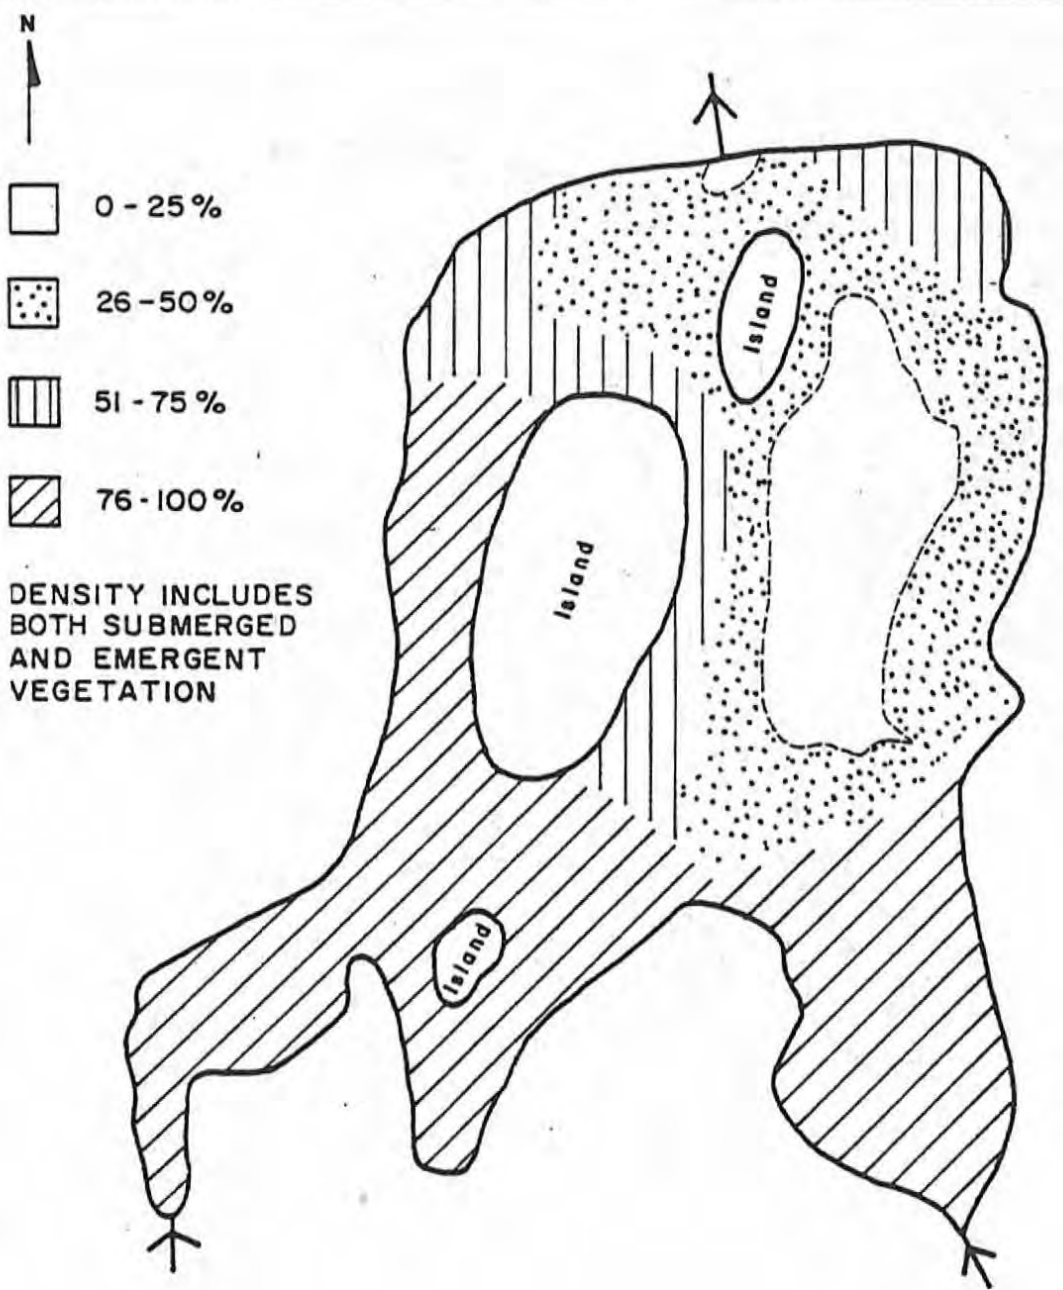 N
0-25%
26-50%
51-75%
76-100%
DENSITY INCLUDES
BOTH SUBMERGED
AND EMERGENT
VEGETATION
Island
Island
Island